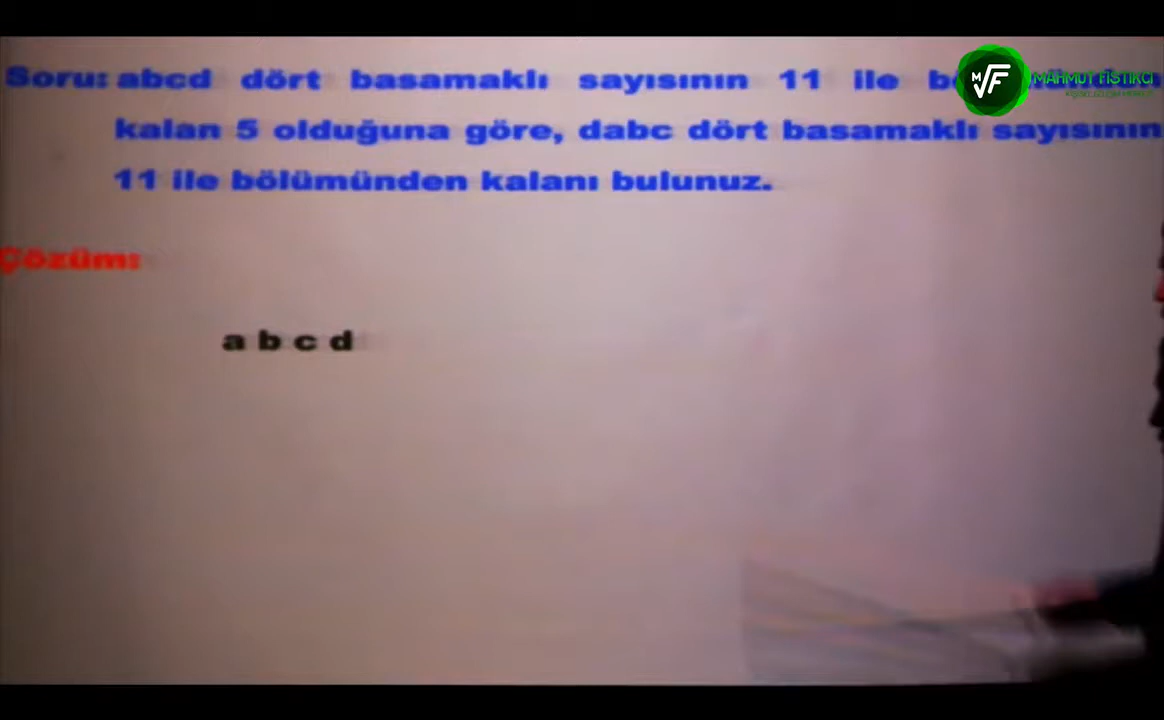 Soru: abcd dört basamaklı sayısının 11 ile
kalan 5 olduğuna göre, dabc dört basamaklı sayısının
11 ile bölümünden kalanı bulunuz.
Çözüm:
a b c d
MAHMUT FISTIKCI